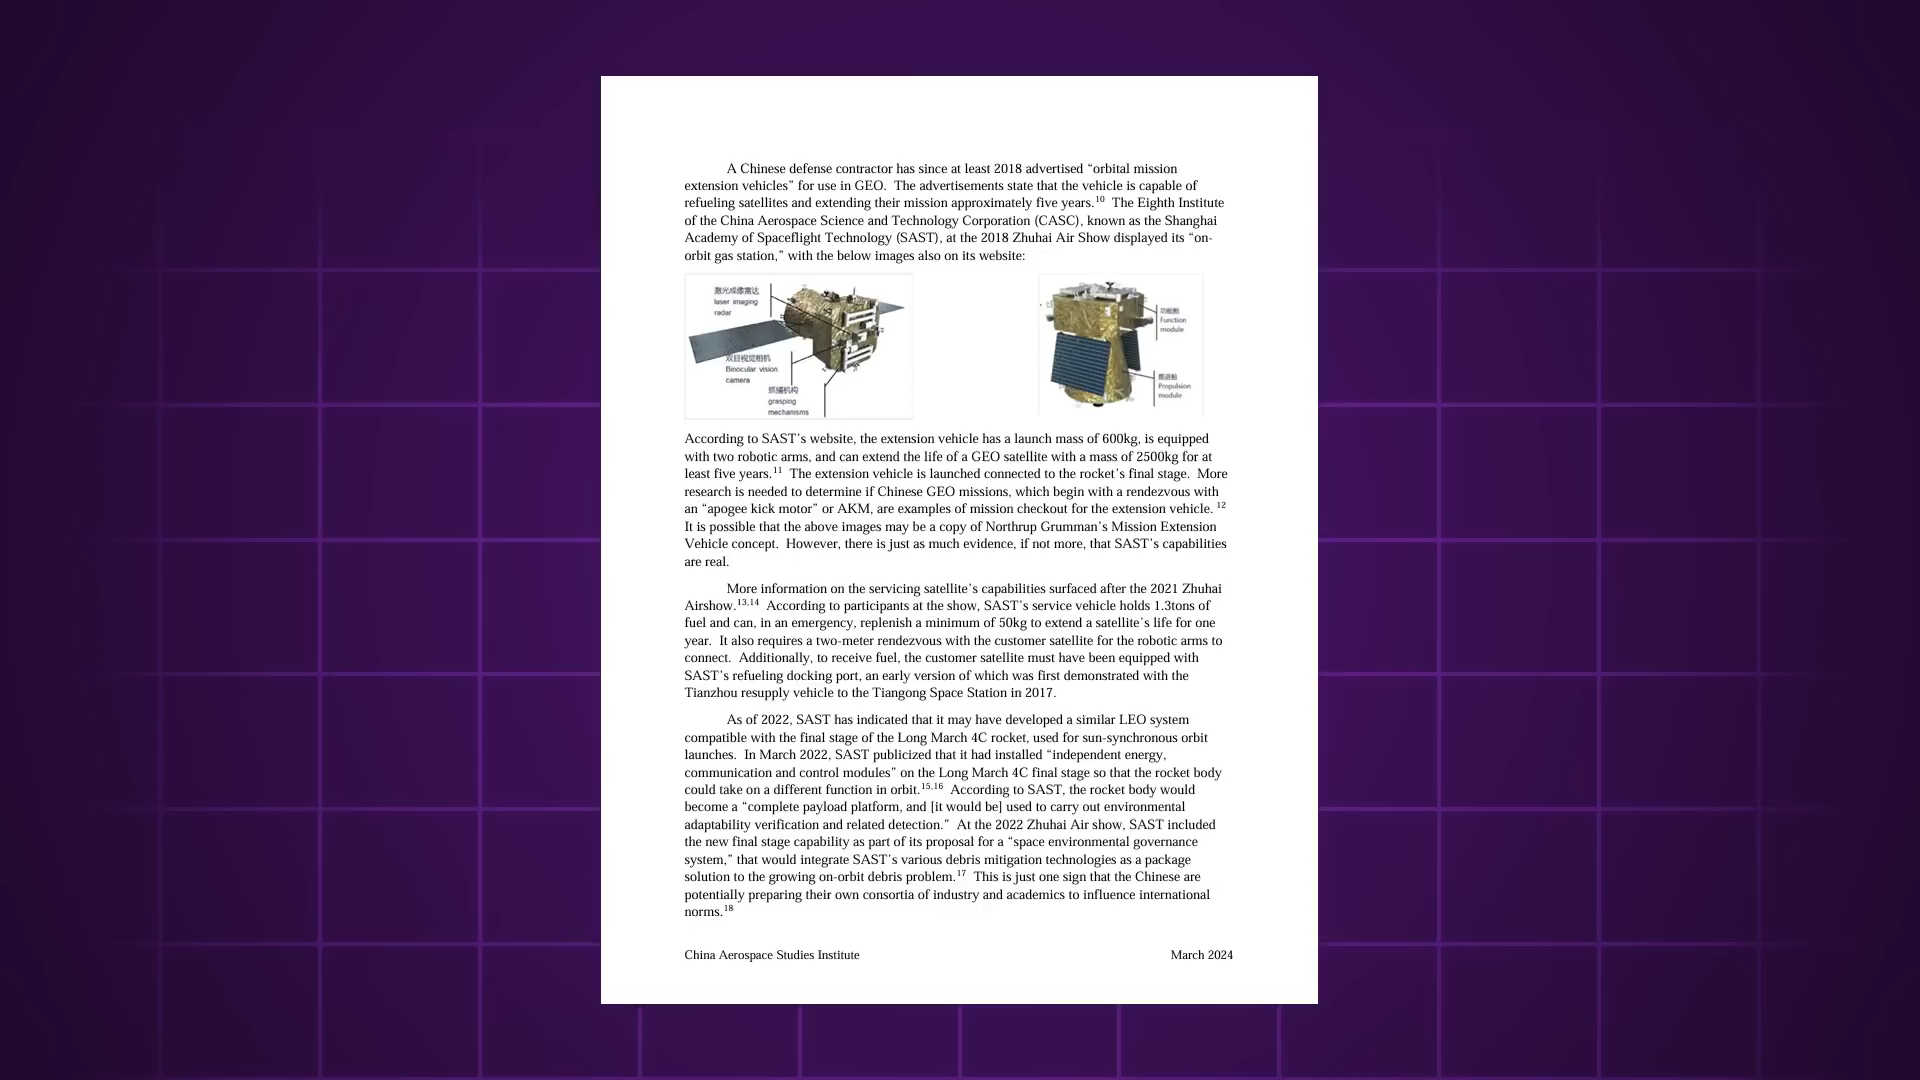 A Chinese defense contractor has since at least 2018 advertised “orbital mission
extension vehicles” for use in GEO.  The advertisements state that the vehicle is capable of
refueling satellites and extending their mission approximately five years.10  The Eighth Institute
of the China Aerospace Science and Technology Corporation (CASC), known as the Shanghai
Academy of Spaceflight Technology (SAST), at the 2018 Zhuhai Air Show displayed its “on-
orbit gas station,” with the below images also on its website:
激光成像雷达
laser imaging
radar
双目视觉相机
Binocular vision
camera
抓捕机构
grasping
mechanisms
功能舱
Function
module
推进舱
Propulsion
module
According to SAST’s website, the extension vehicle has a launch mass of 600kg, is equipped
with two robotic arms, and can extend the life of a GEO satellite with a mass of 2500kg for at
least five years.11  The extension vehicle is launched connected to the rocket’s final stage.  More
research is needed to determine if Chinese GEO missions, which begin with a rendezvous with
an “apogee kick motor” or AKM, are examples of mission checkout for the extension vehicle. 12
It is possible that the above images may be a copy of Northrup Grumman’s Mission Extension
Vehicle concept.  However, there is just as much evidence, if not more, that SAST’s capabilities
are real.
More information on the servicing satellite’s capabilities surfaced after the 2021 Zhuhai
Airshow.13,14  According to participants at the show, SAST’s service vehicle holds 1.3tons of
fuel and can, in an emergency, replenish a minimum of 50kg to extend a satellite’s life for one
year.  It also requires a two-meter rendezvous with the customer satellite for the robotic arms to
connect.  Additionally, to receive fuel, the customer satellite must have been equipped with
SAST’s refueling docking port, an early version of which was first demonstrated with the
Tianzhou resupply vehicle to the Tiangong Space Station in 2017.
As of 2022, SAST has indicated that it may have developed a similar LEO system
compatible with the final stage of the Long March 4C rocket, used for sun-synchronous orbit
launches.  In March 2022, SAST publicized that it had installed “independent energy,
communication and control modules” on the Long March 4C final stage so that the rocket body
could take on a different function in orbit.15,16  According to SAST, the rocket body would
become a “complete payload platform, and [it would be] used to carry out environmental
adaptability verification and related detection.”  At the 2022 Zhuhai Air show, SAST included
the new final stage capability as part of its proposal for a “space environmental governance
system,” that would integrate SAST’s various debris mitigation technologies as a package
solution to the growing on-orbit debris problem.17  This is just one sign that the Chinese are
potentially preparing their own consortia of industry and academics to influence international
norms.18
China Aerospace Studies Institute
March 2024